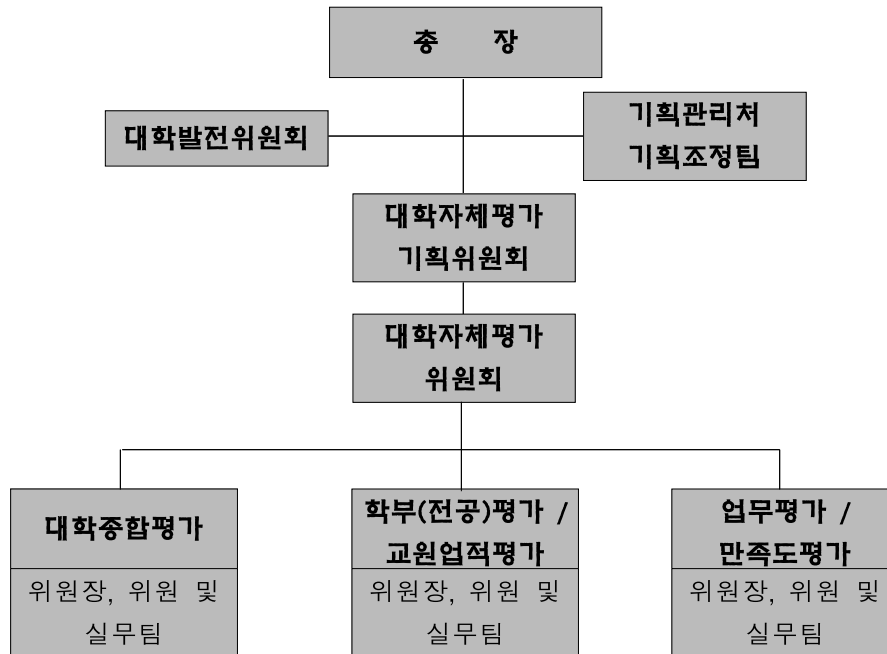 총 장
대학발전위원회
기획관리처
기획조정팀
대학자체평가
기획위원회
대학자체평가
위원회
대학종합평가
위원장, 위원 및
실무팀
학부(전공)평가 /
교원업적평가
위원장, 위원 및
실무팀
업무평가 /
만족도평가
위원장, 위원 및
실무팀